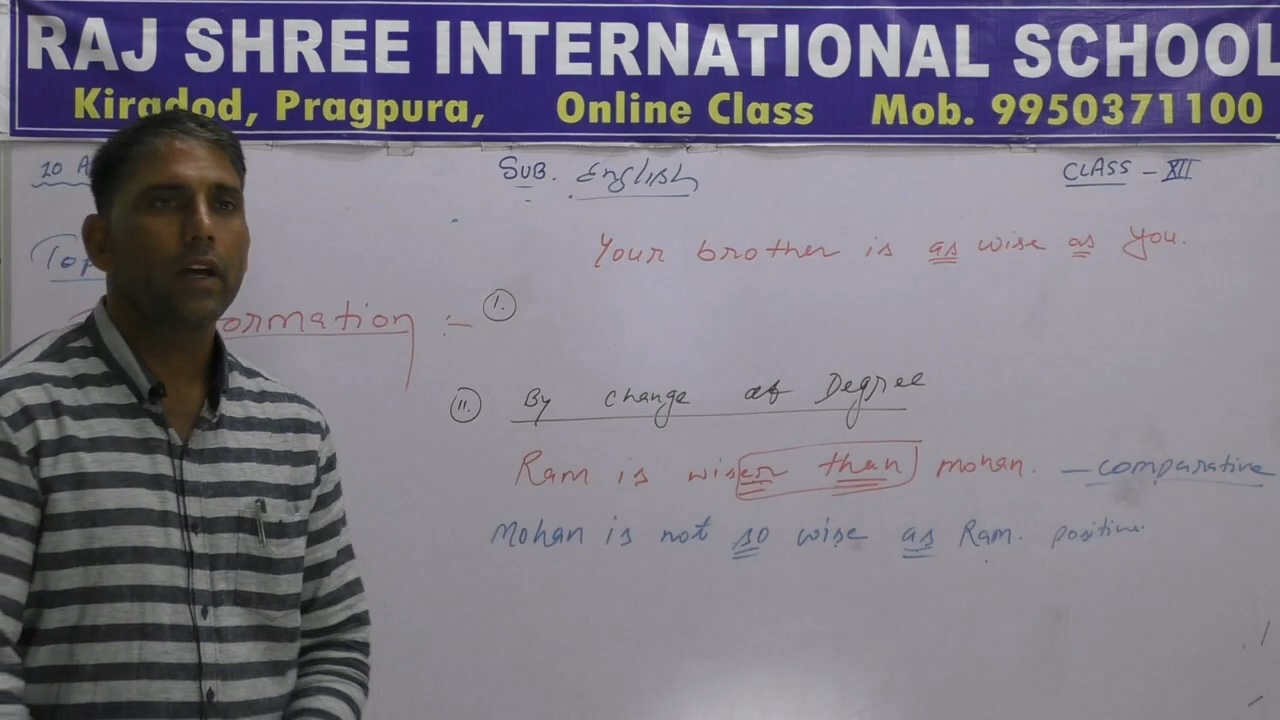 RAJ SHREE INTERNATIONAL SCHOOL
Kiradod, Pragpura, Online Class Mob. 9950371100
10 SUB. English CLASS - XII
Your brother is as wise as you.
ormation :- I.
II. By change of Degree
Ram is wiser than mohan. - comparative
Mohan is not so wise as Ram. positive.